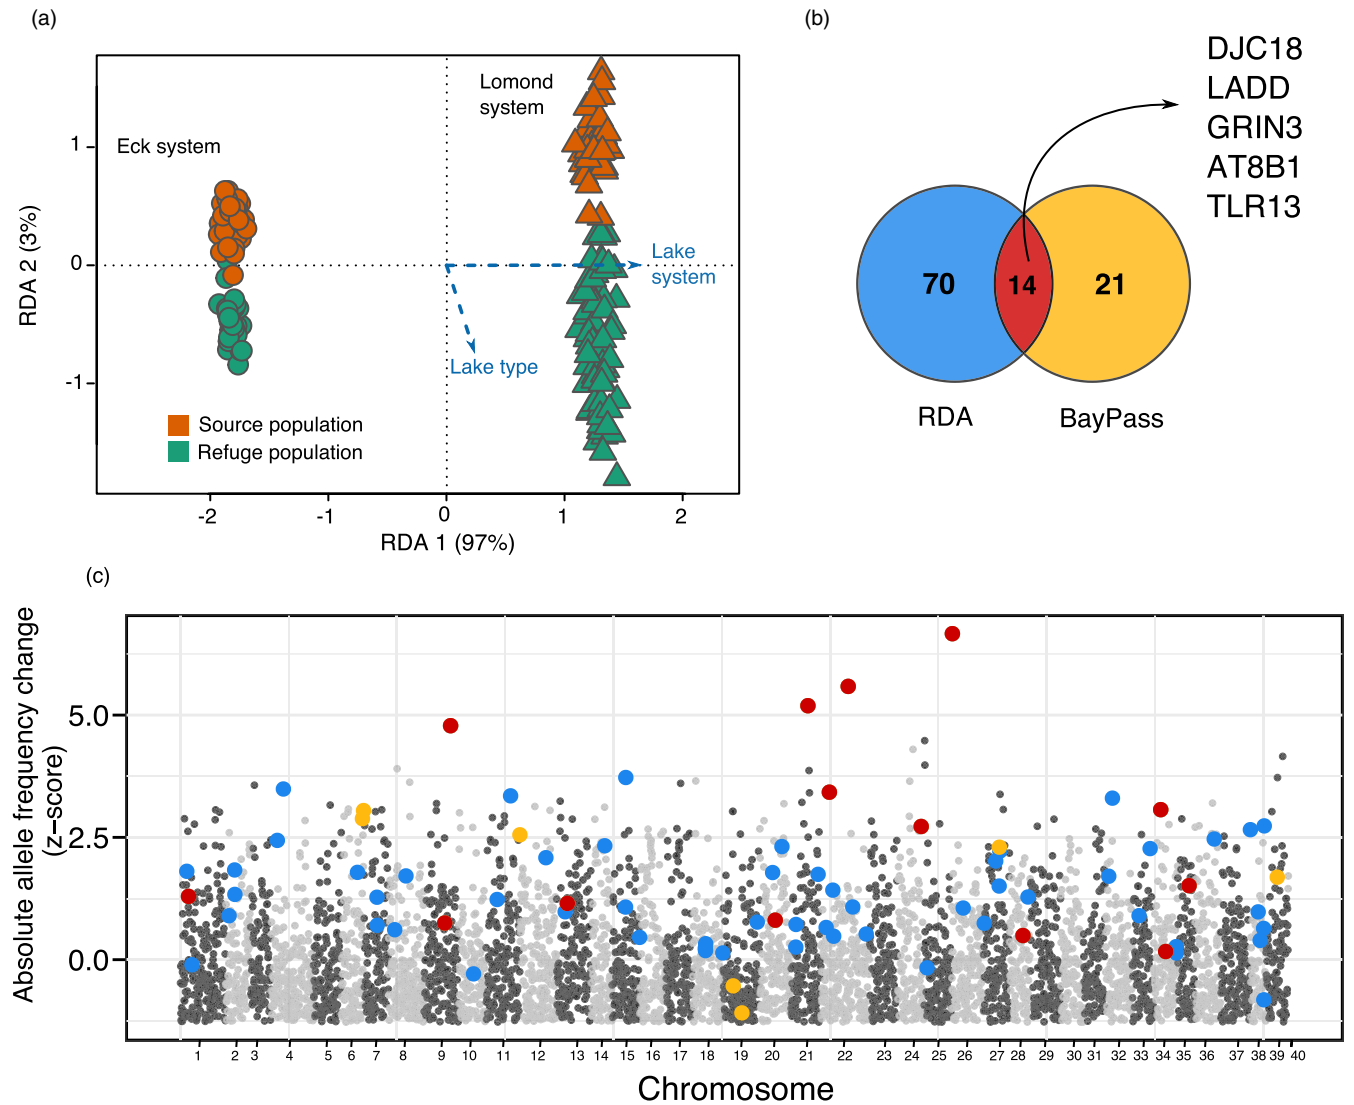 (a)
Eck system
Lomond
system
Lake
system
Lake type
Source population
Refuge population
1
0
-1
RDA 2 (3%)
-2
-1
0
1
2
RDA 1 (97%)
(b)
DJC18
LADD
GRIN3
AT8B1
TLR13
70
14
21
RDA
BayPass
(c)
Absolute allele frequency change
(z−score)
5.0
2.5
0.0
1 2 3 4 5 6 7 8 9 10 11 12 13 14 15 16 17 18 19 20 21 22 23 24 25 26 27 28 29 30 31 32 33 34 35 36 37 38 39 40
Chromosome